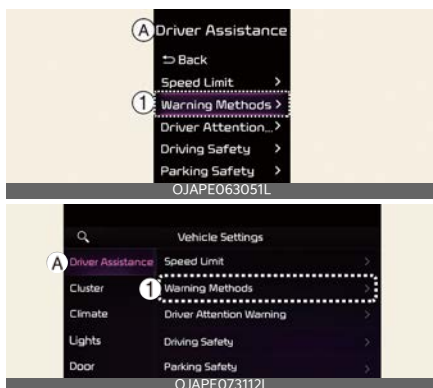 A Driver Assistance
Back
Speed Limit >
1 Warning Methods >
Driver Attention... >
Driving Safety >
Parking Safety >
OJAPE063051L
Vehicle Settings
A Driver Assistance Speed Limit >
Cluster 1 Warning Methods >
Climate Driver Attention Warning >
Lights Driving Safety >
Door Parking Safety >
OJAPE073112L